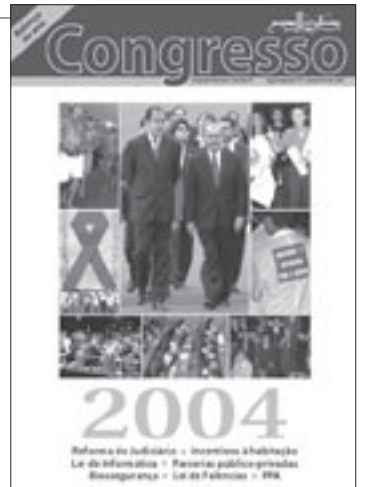 Congresso
2004
Reforma do Judiciário • Incentivos à habitação
Lei de Informática • Parcerias público-privadas
Biossegurança • Lei de Falências • PPA